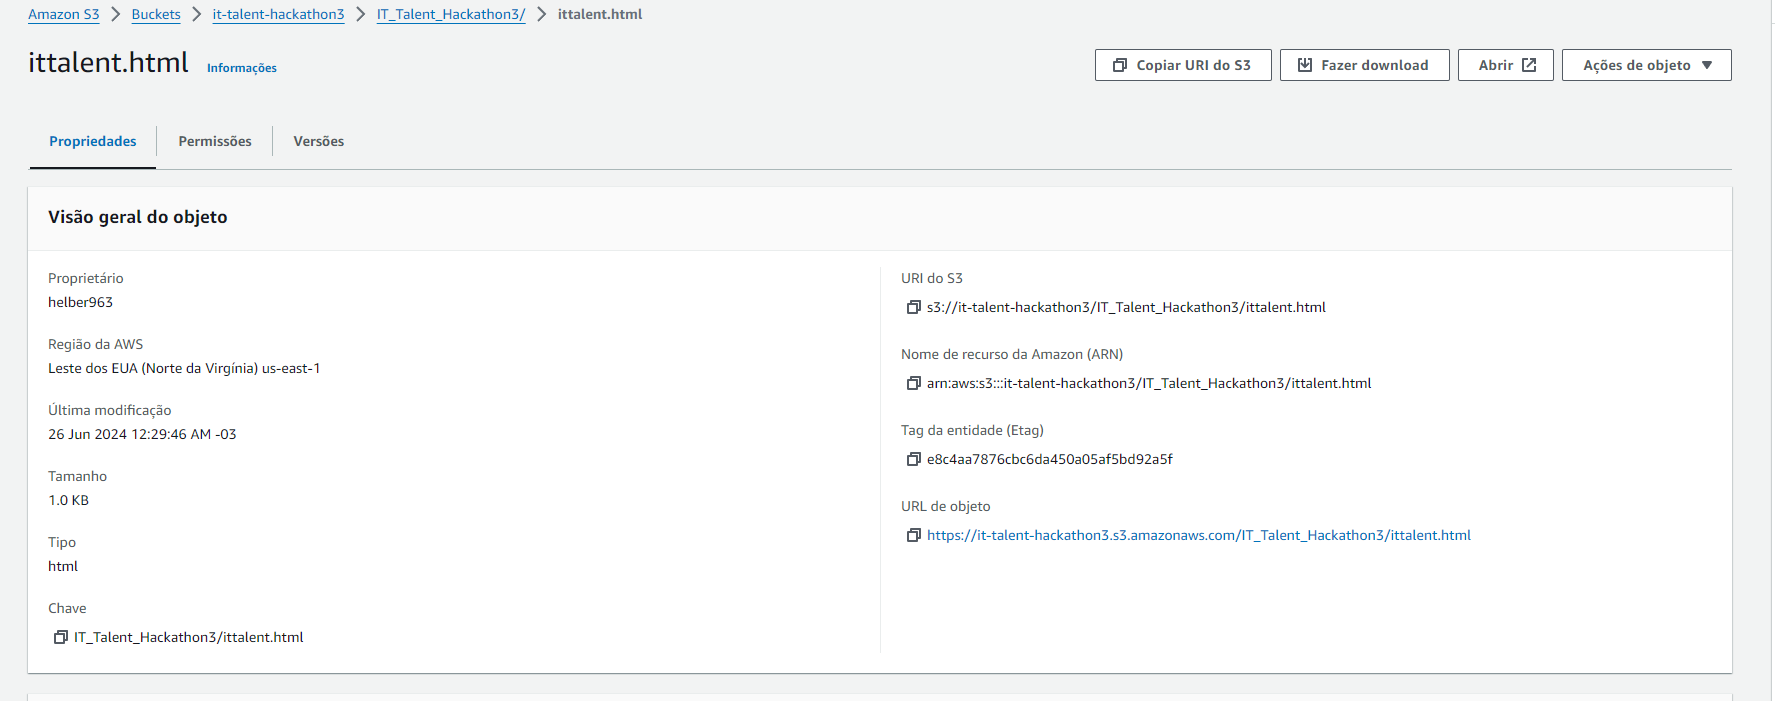 Amazon S3 > Buckets > it-talent-hackathon3 > IT_Talent_Hackathon3/ > ittalent.html
ittalent.html Informações
Copiar URI do S3 Fazer download Abrir Ações de objeto
Propriedades Permissões Versões
Visão geral do objeto
Proprietário
helber963
Região da AWS
Leste dos EUA (Norte da Virgínia) us-east-1
Última modificação
26 Jun 2024 12:29:46 AM -03
Tamanho
1.0 KB
Tipo
html
Chave
IT_Talent_Hackathon3/ittalent.html
URI do S3
s3://it-talent-hackathon3/IT_Talent_Hackathon3/ittalent.html
Nome de recurso da Amazon (ARN)
arn:aws:s3:::it-talent-hackathon3/IT_Talent_Hackathon3/ittalent.html
Tag da entidade (Etag)
e8c4aa7876cbc6da450a05af5bd92a5f
URL de objeto
https://it-talent-hackathon3.s3.amazonaws.com/IT_Talent_Hackathon3/ittalent.html